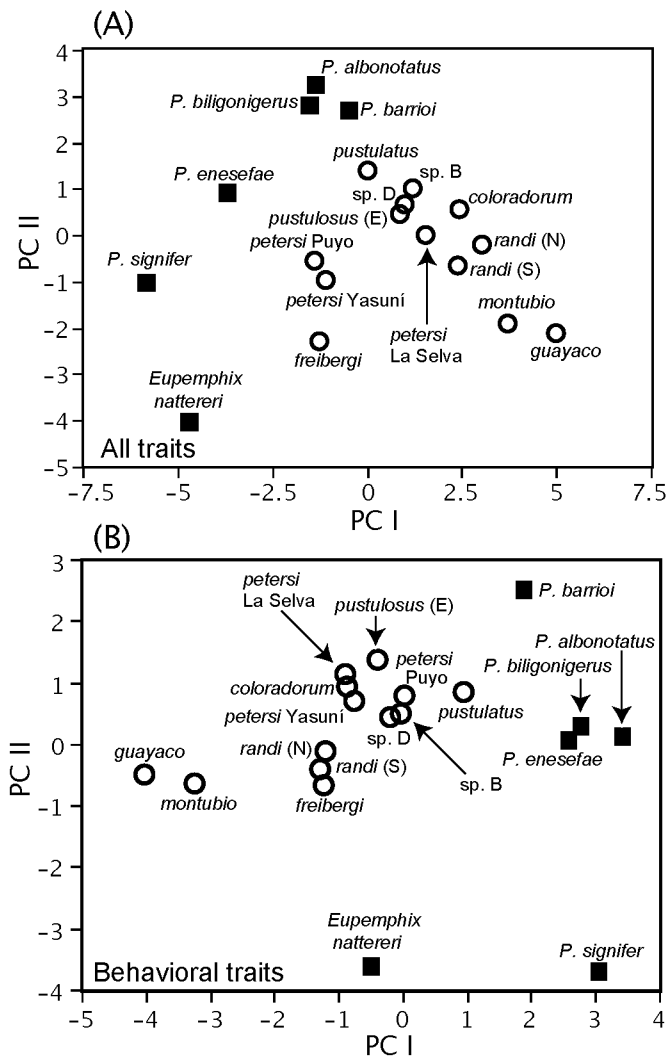 (A)
4
3
2
1
0
-1
-2
-3
-4
-5
PC II
P. albonotatus
P. biligonigerus
P. barrioi
pustulatus
sp. B
P. enesefae
sp. D
coloradorum
pustulosus (E)
petersi Puyo
randi (N)
P. signifer
randi (S)
petersi Yasuní
montubio
petersi
La Selva
freibergi
guayaco
Eupemphix
nattereri
All traits
-7.5 -5 -2.5 0 2.5 5 7.5
PC I
(B)
3
2
1
0
-1
-2
-3
-4
PC II
petersi
La Selva
pustulosus (E)
P. barrioi
petersi
Puyo
P. albonotatus
P. biligonigerus
coloradorum
petersi Yasuní
pustulatus
sp. D
randi (N)
guayaco
randi (S)
P. enesefae
sp. B
montubio
freibergi
Eupemphix
nattereri
P. signifer
Behavioral traits
-5 -4 -3 -2 -1 0 1 2 3 4
PC I